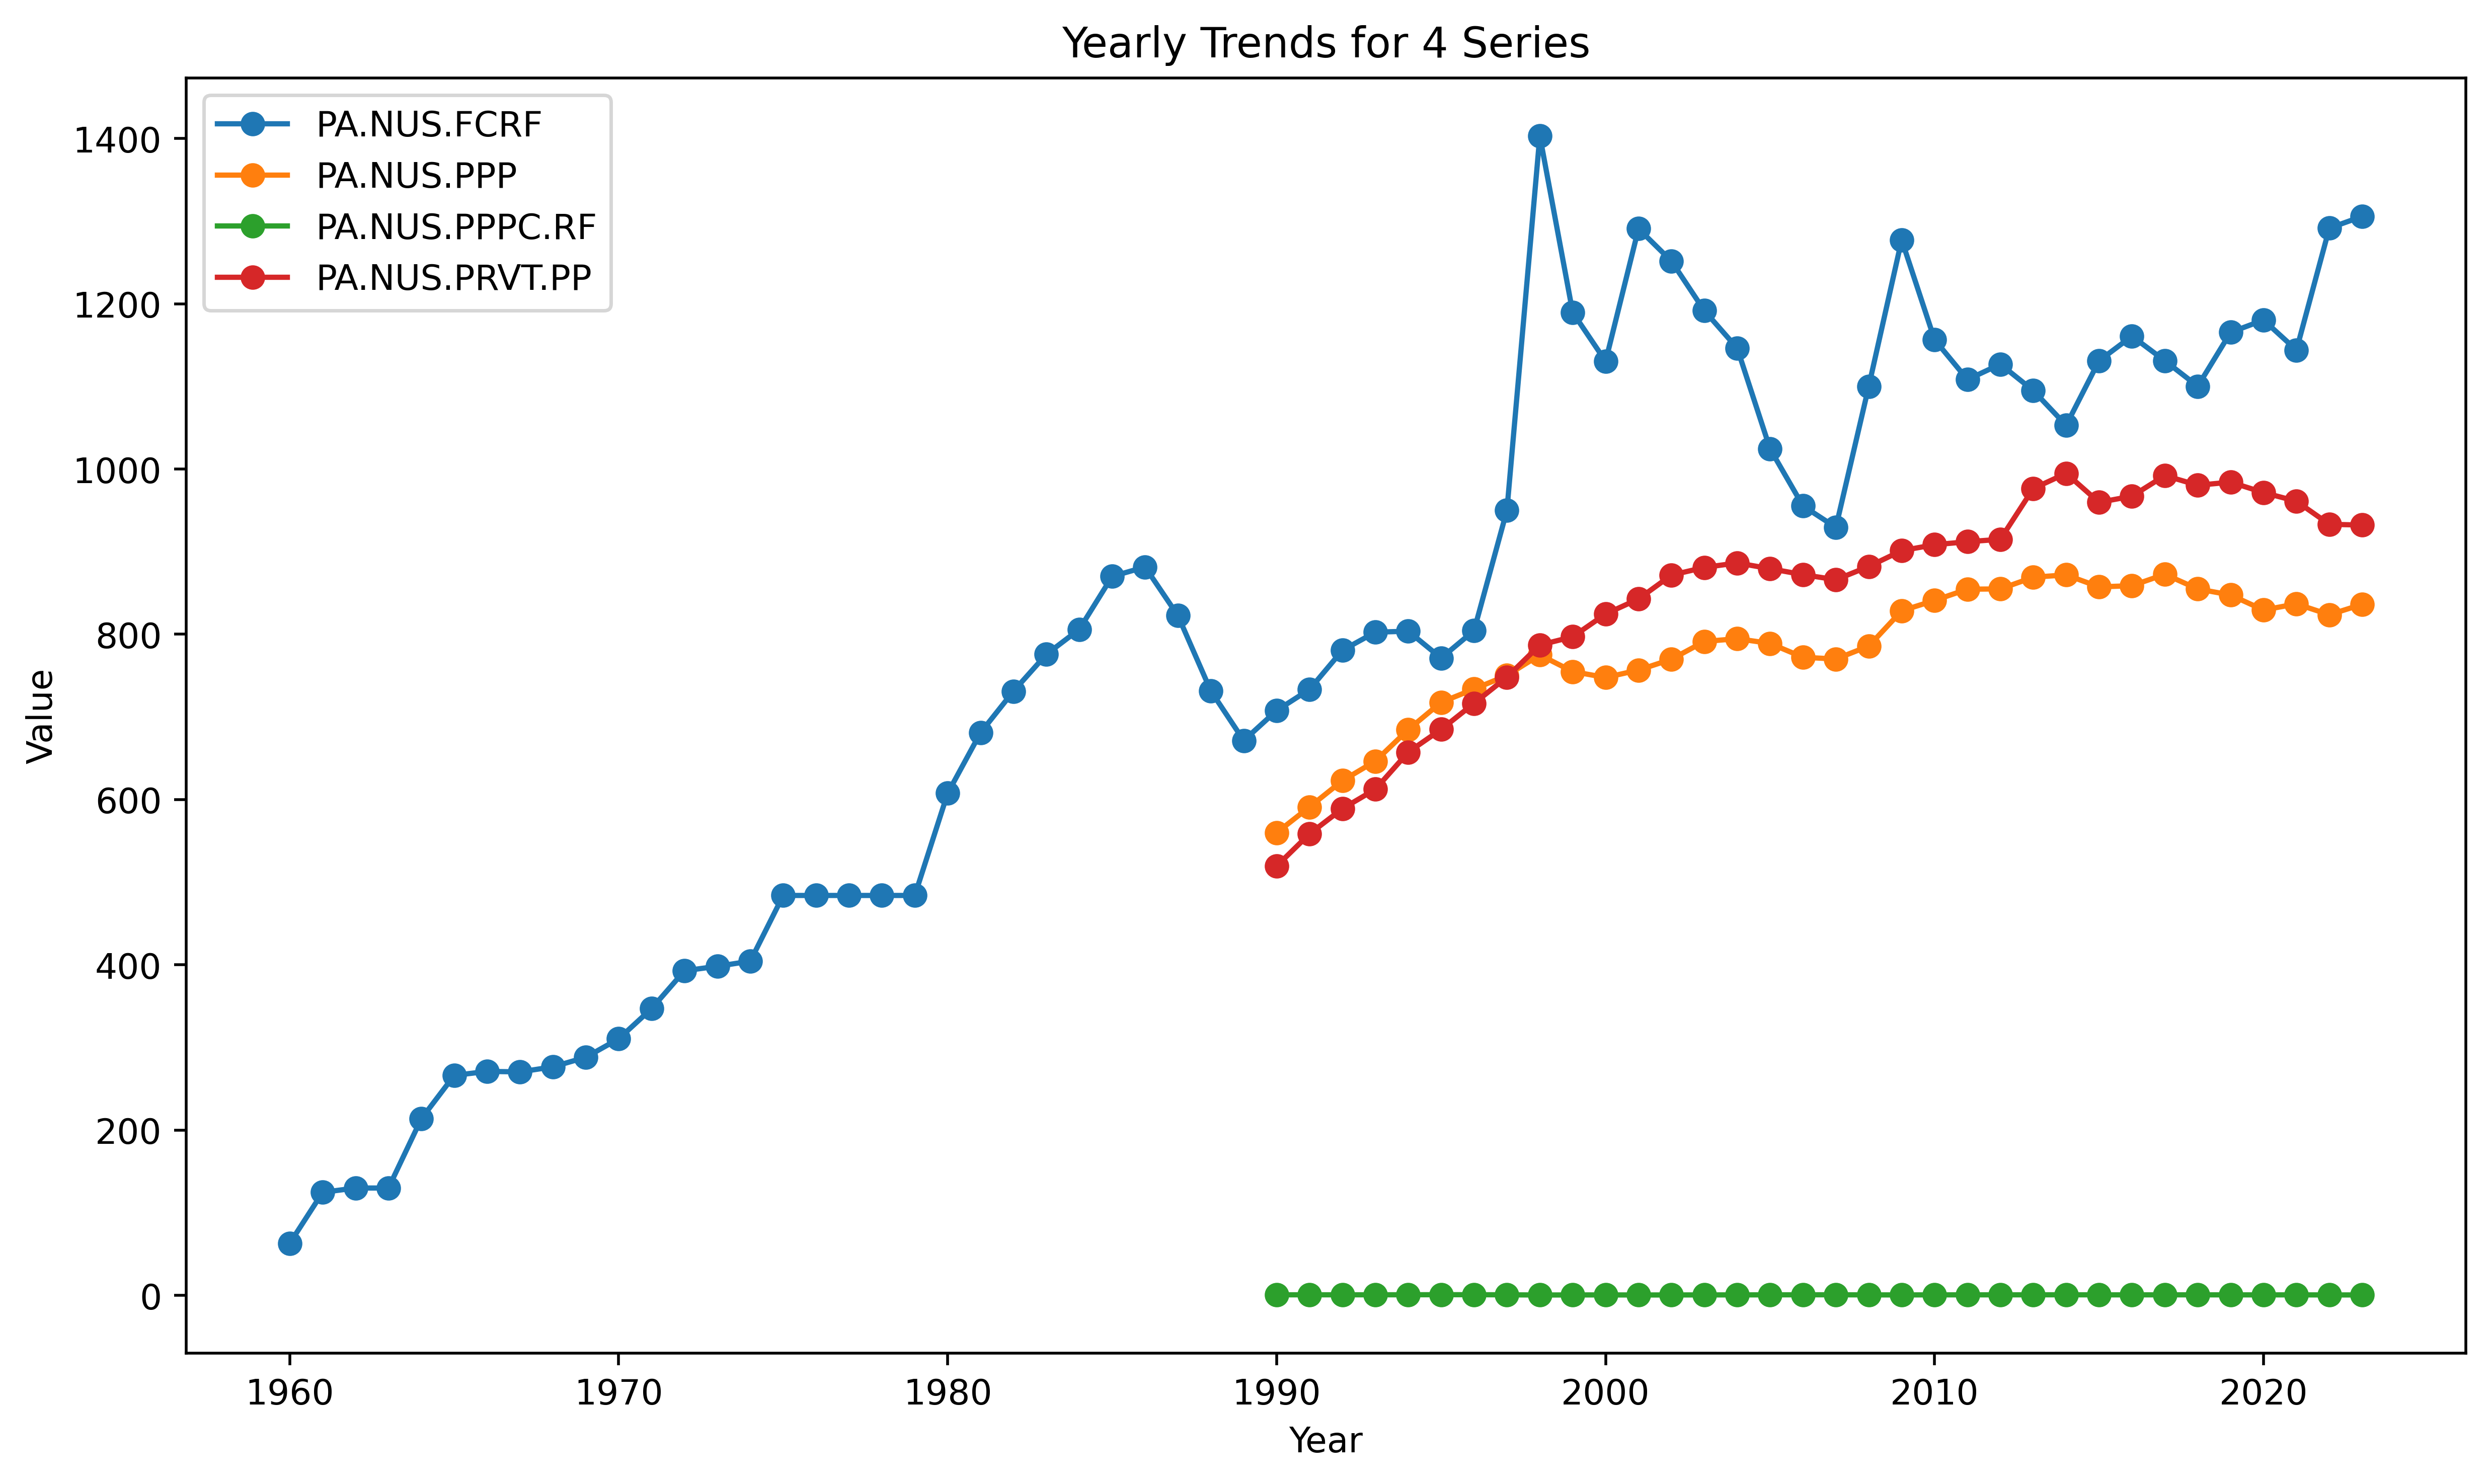 Yearly Trends for 4 Series
PA.NUS.FCRF
PA.NUS.PPP
PA.NUS.PPPC.RF
PA.NUS.PRVT.PP
1400
1200
1000
800
600
400
200
0
Value
1960 1970 1980 1990 2000 2010 2020
Year